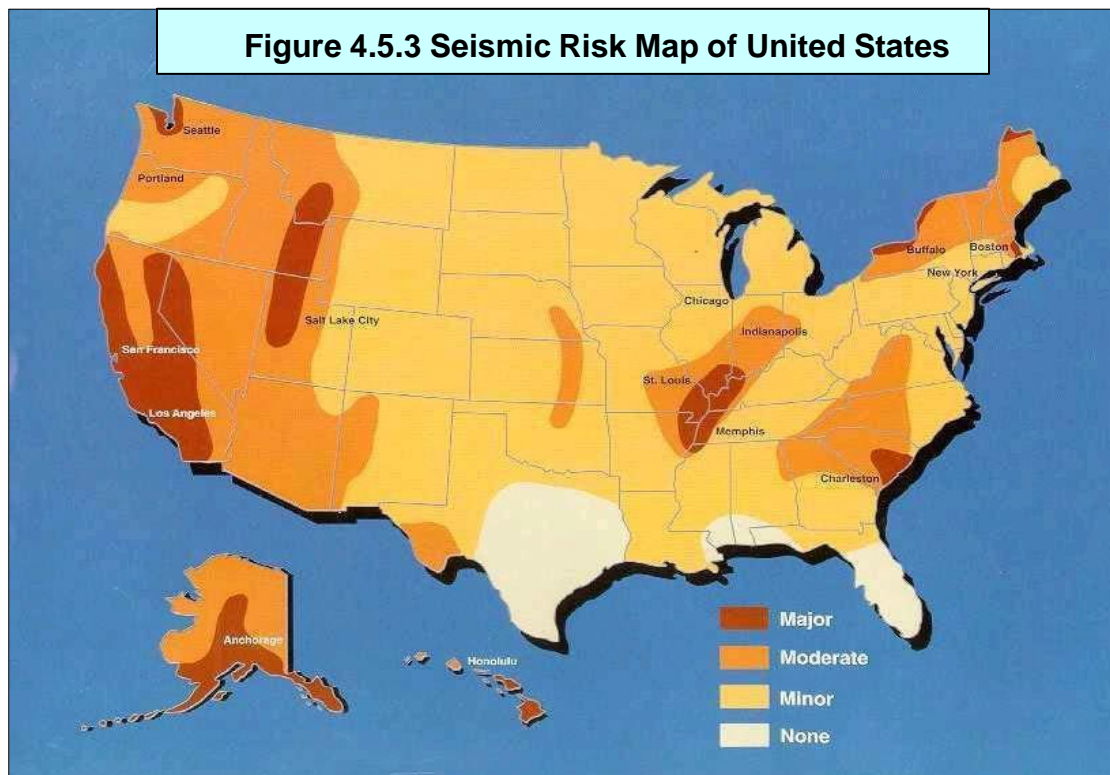 Figure 4.5.3 Seismic Risk Map of United States
Seattle
Portland
Buffalo
Boston
New York
Chicago
Salt Lake City
Indianapolis
San Francisco
St. Louis
Los Angeles
Memphis
Charleston
Anchorage
Honolulu
Major
Moderate
Minor
None